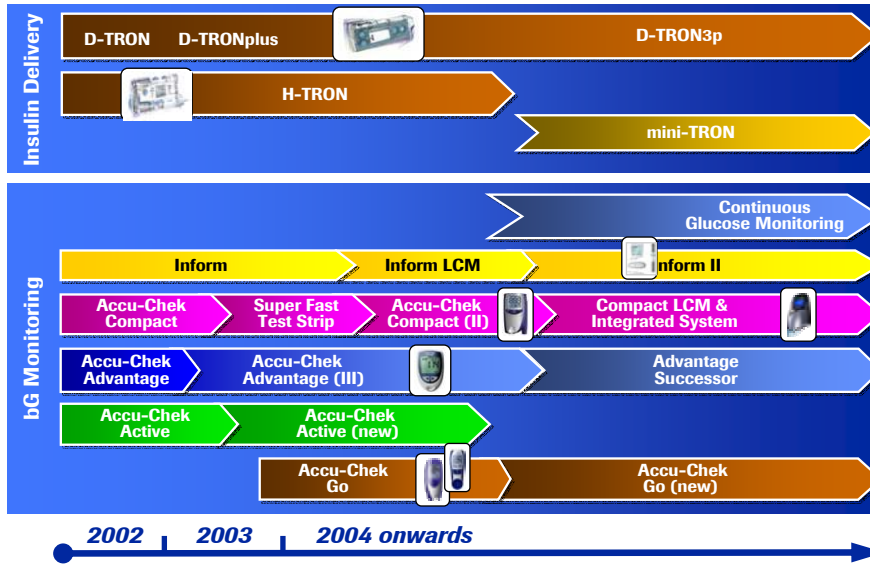 Insulin Delivery
D-TRON
D-TRONplus
D-TRON3p
H-TRON
mini-TRON
bG Monitoring
Continuous
Glucose Monitoring
Inform
Inform LCM
nform II
Accu-Chek
Compact
Super Fast
Test Strip
Accu-Chek
Compact (II)
Compact LCM &
Integrated System
Accu-Chek
Advantage
Accu-Chek
Advantage (III)
Advantage
Successor
Accu-Chek
Active
Accu-Chek
Active (new)
Accu-Chek
Go
Accu-Chek
Go (new)
2002
2003
2004 onwards